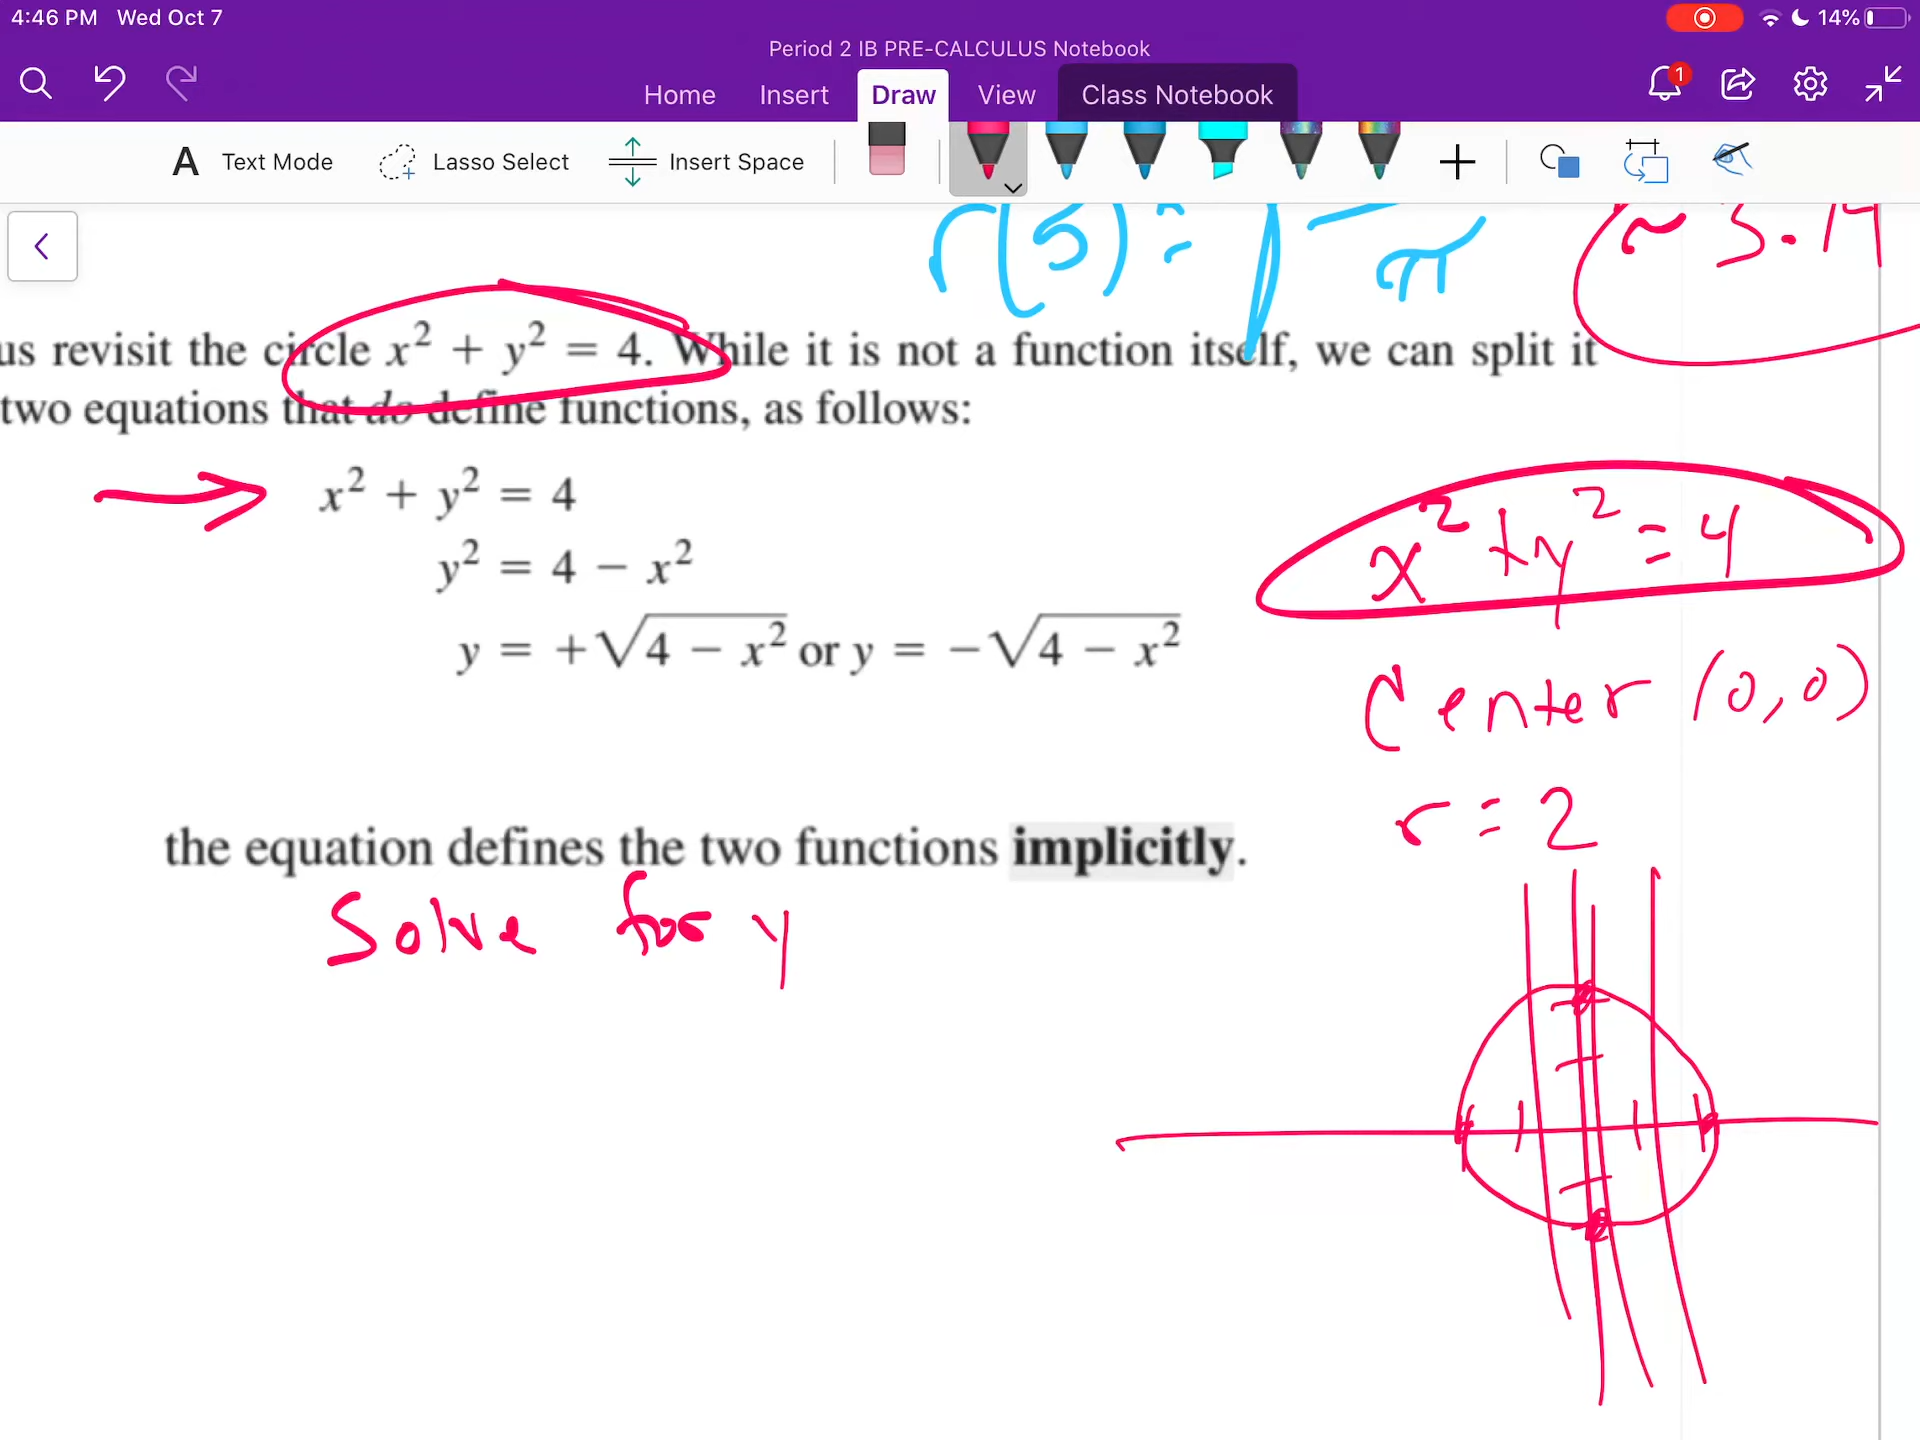 4:46 PM Wed Oct 7
14%
Period 2 IB PRE-CALCULUS Notebook
Home Insert Draw View Class Notebook
1
A Text Mode Lasso Select Insert Space
r(5) =
π
~ 3.14
us revisit the circle x² + y² = 4. While it is not a function itself, we can split it
two equations that do define functions, as follows:
x² + y² = 4
y² = 4 − x²
y = +√(4 − x²) or y = −√(4 − x²)
x² + y² = 4
Center (0,0)
r = 2
the equation defines the two functions implicitly.
Solve for y